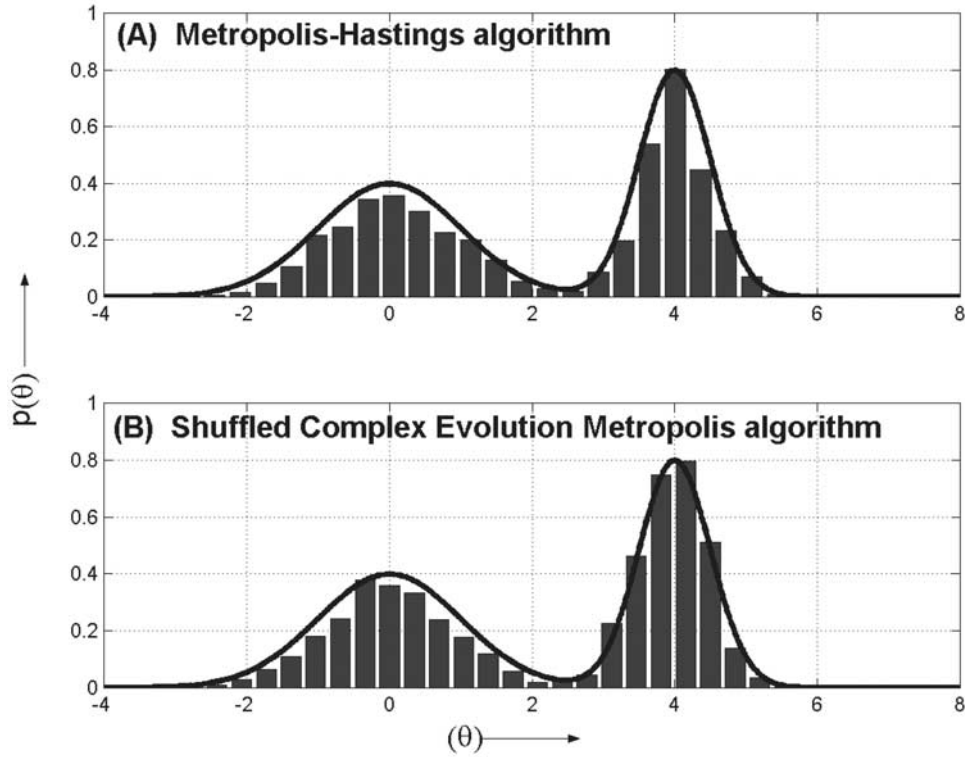 (A) Metropolis-Hastings algorithm
1
0.8
0.6
0.4
0.2
0
-4 -2 0 2 4 6 8
p(θ)
(B) Shuffled Complex Evolution Metropolis algorithm
1
0.8
0.6
0.4
0.2
0
-4 -2 0 2 4 6 8
(θ)